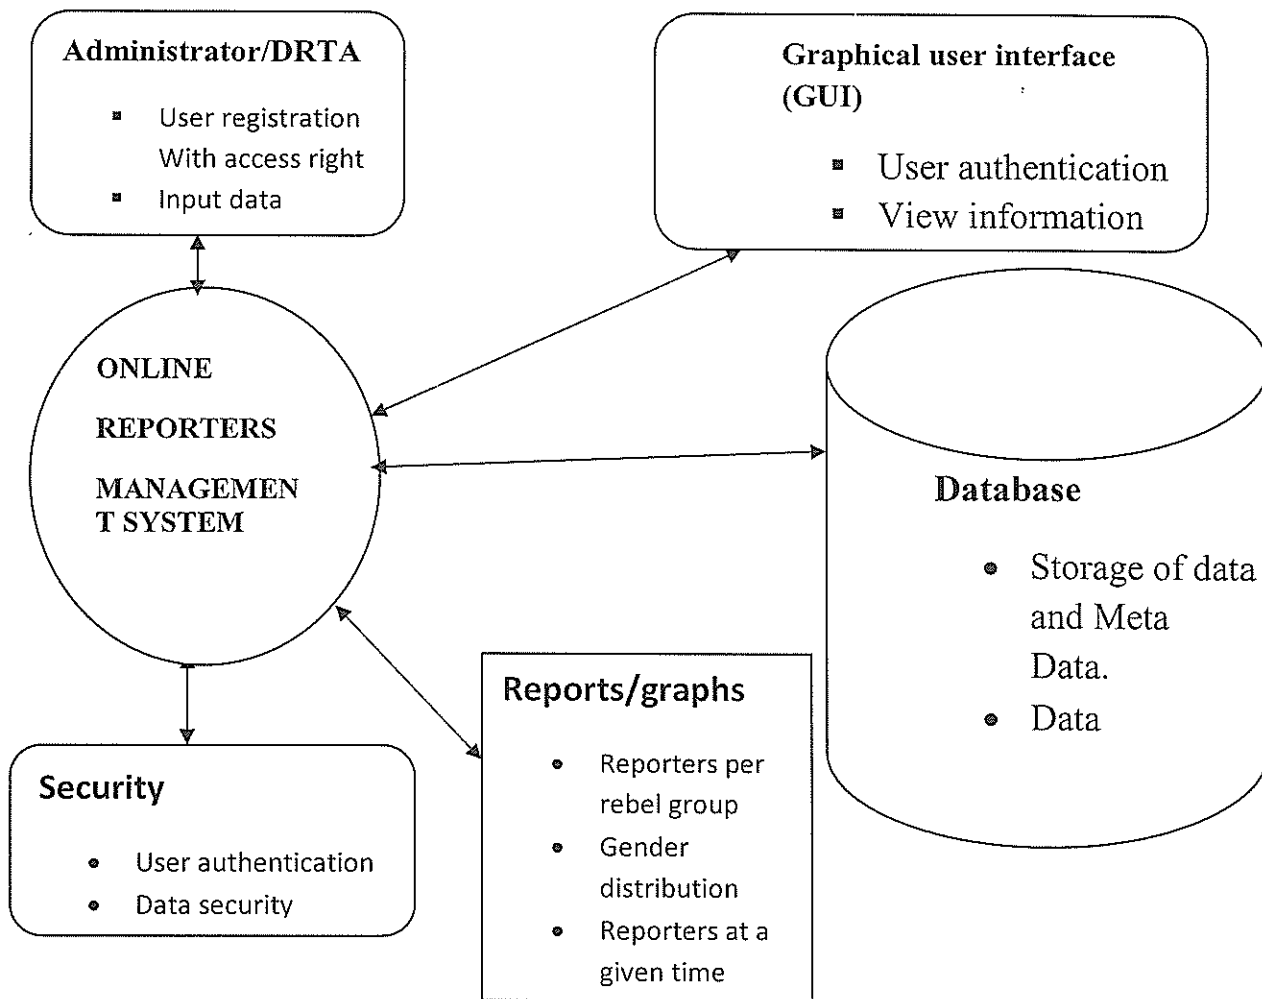 Administrator/DRTA
▪ User registration
With access right
▪ Input data
Graphical user interface
(GUI)
▪ User authentication
▪ View information
ONLINE
REPORTERS
MANAGEMEN
T SYSTEM
Database
• Storage of data
and Meta
Data.
• Data
Security
• User authentication
• Data security
Reports/graphs
• Reporters per
rebel group
• Gender
distribution
• Reporters at a
given time